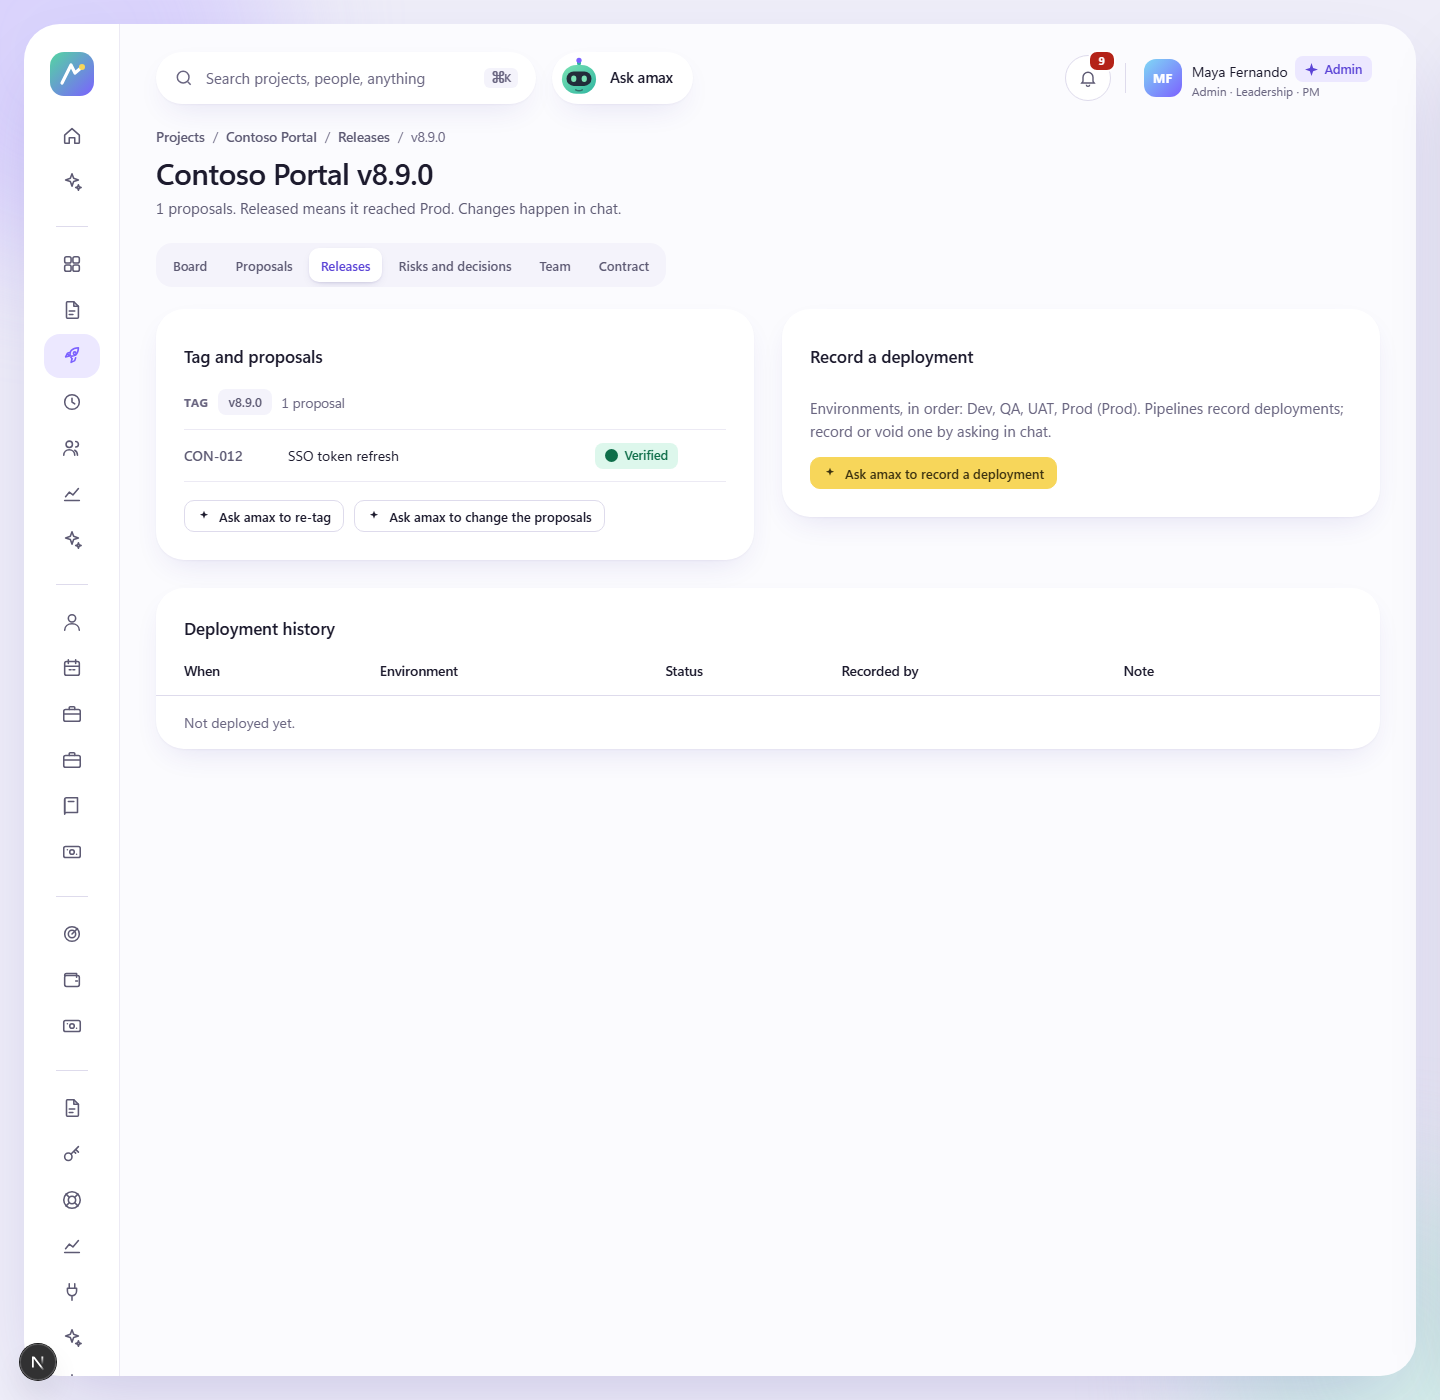 Search projects, people, anything
⌘K
Ask amax
9
MF
Maya Fernando
Admin
Admin · Leadership · PM
Projects / Contoso Portal / Releases / v8.9.0
Contoso Portal v8.9.0
1 proposals. Released means it reached Prod. Changes happen in chat.
Board
Proposals
Releases
Risks and decisions
Team
Contract
Tag and proposals
TAG v8.9.0 1 proposal
CON-012 SSO token refresh Verified
Ask amax to re-tag
Ask amax to change the proposals
Record a deployment
Environments, in order: Dev, QA, UAT, Prod (Prod). Pipelines record deployments;
record or void one by asking in chat.
Ask amax to record a deployment
Deployment history
When Environment Status Recorded by Note
Not deployed yet.
N